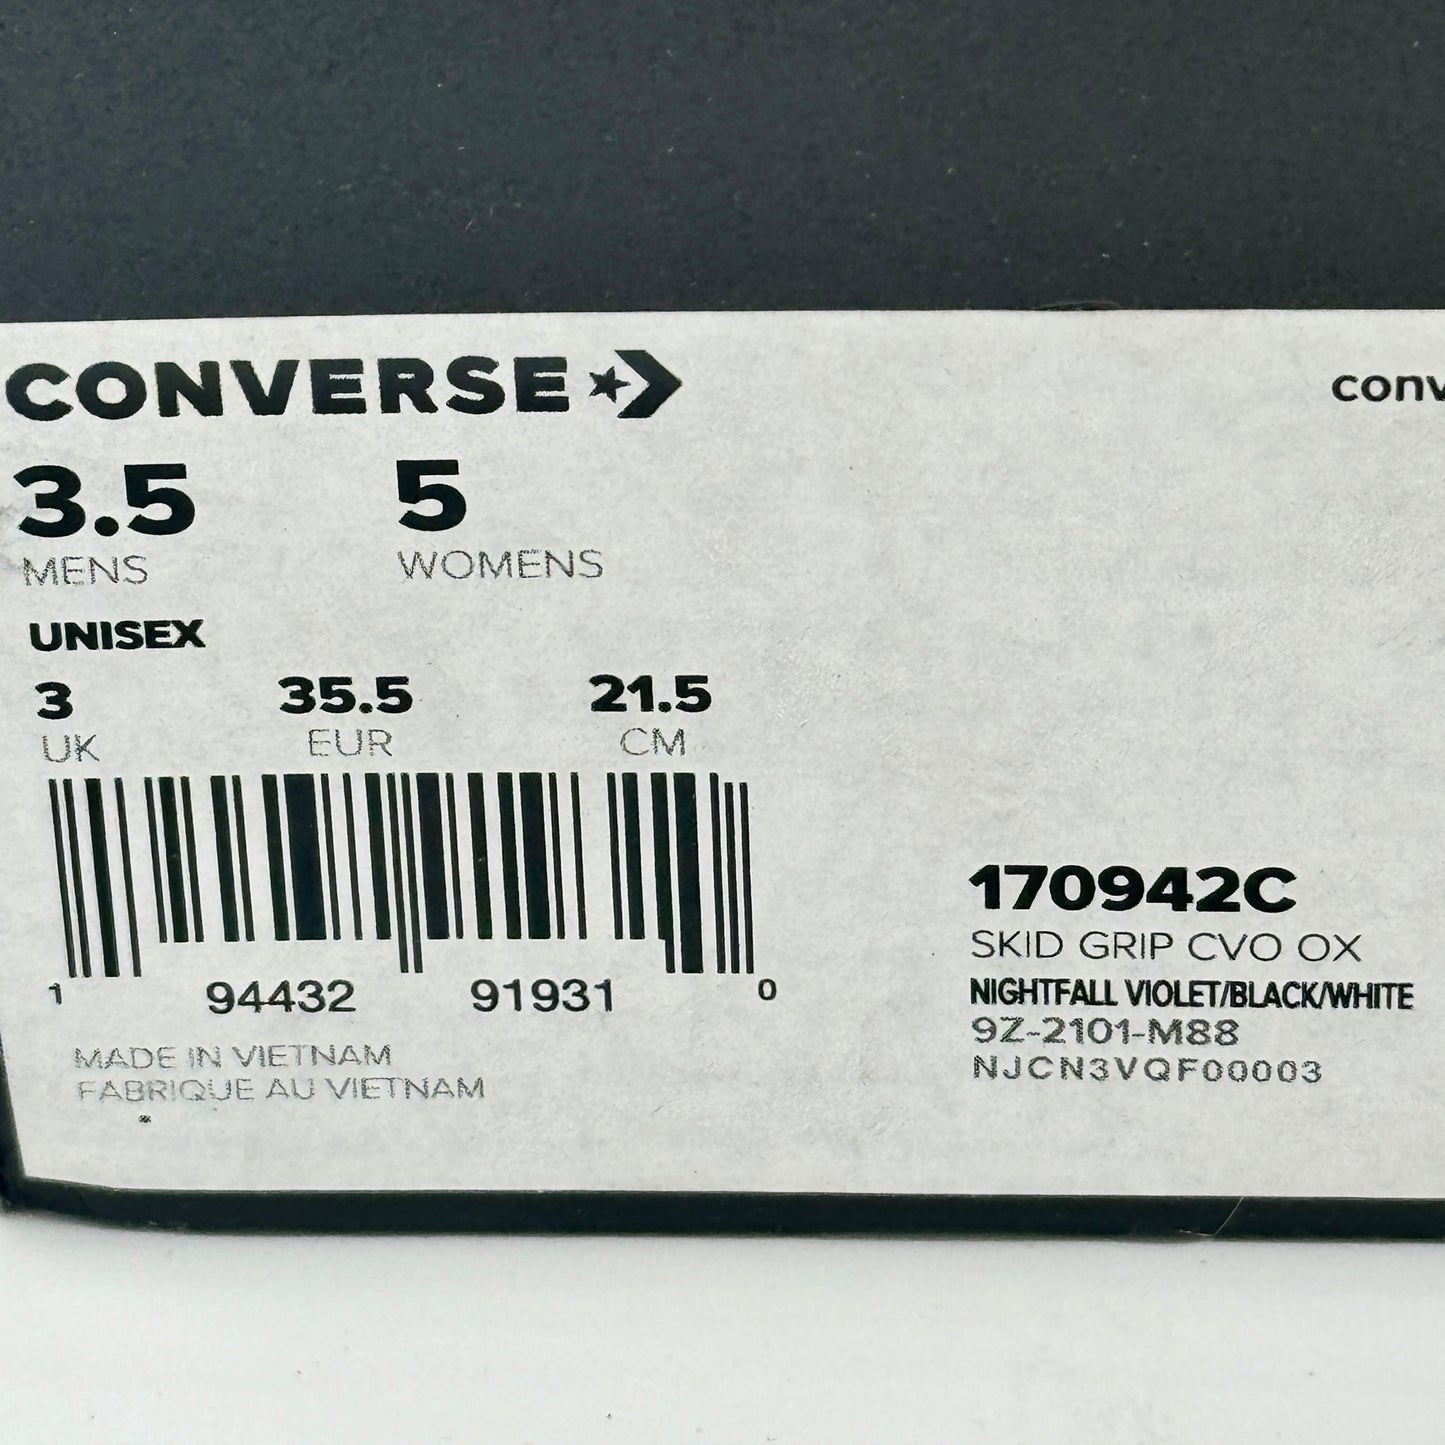 CONVERSE
conv
3.5 5
MENS WOMENS
UNISEX
3 35.5 21.5
UK EUR CM
1 94432 91931 0
MADE IN VIETNAM
FABRIQUE AU VIETNAM
170942C
SKID GRIP CVO OX
NIGHTFALL VIOLET/BLACK/WHITE
9Z-2101-M88
NJCN3VQF00003